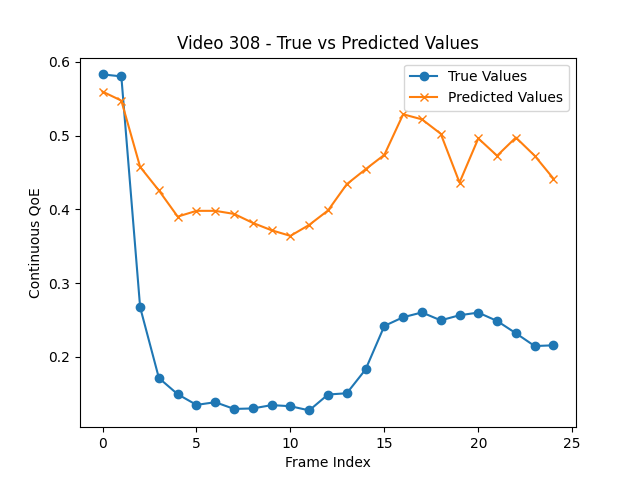 Video 308 - True vs Predicted Values
True Values
Predicted Values
Continuous QoE
0.6
0.5
0.4
0.3
0.2
0 5 10 15 20 25
Frame Index